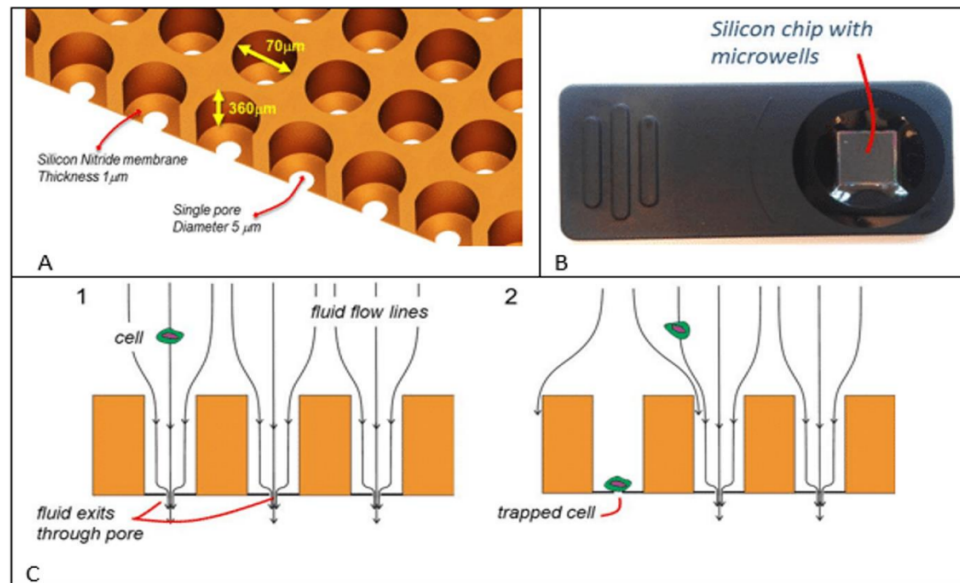 70μm
360μm
Silicon Nitride membrane
Thickness 1μm
Single pore
Diameter 5 μm
A
Silicon chip with
microwells
B
1
cell
fluid flow lines
fluid exits
through pore
2
trapped cell
C